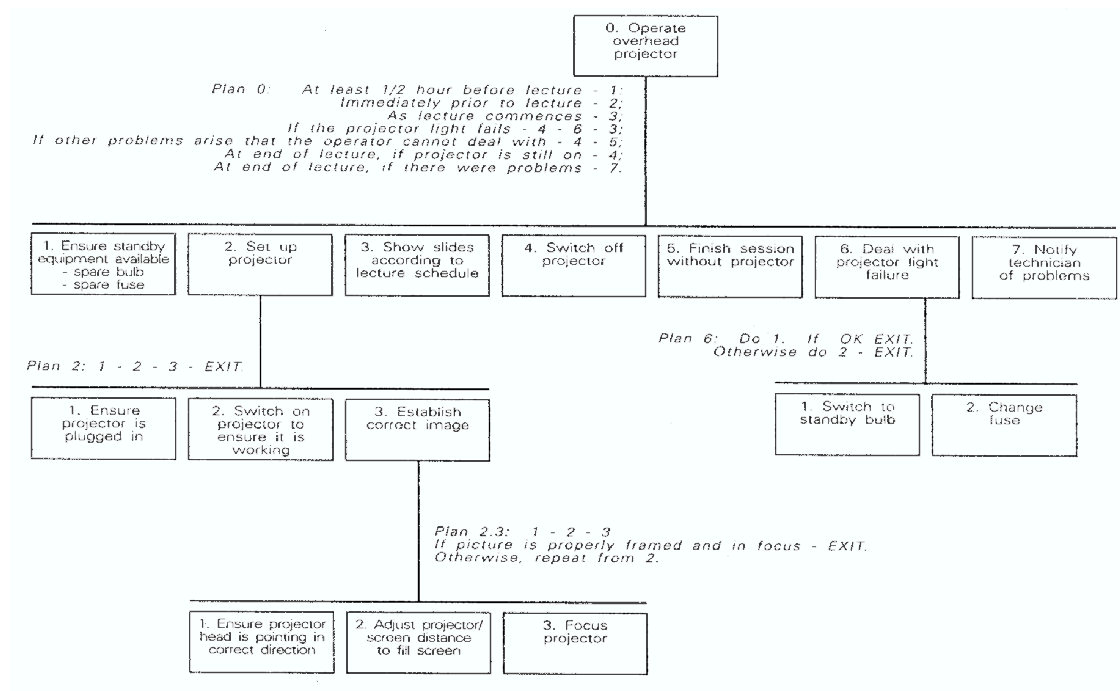 0. Operate
overhead
projector
Plan 0: At least 1/2 hour before lecture - 1;
Immediately prior to lecture - 2;
As lecture commences - 3;
If the projector light fails - 4 - 6 - 3;
If other problems arise that the operator cannot deal with - 4 - 5;
At end of lecture, if projector is still on - 4;
At end of lecture, if there were problems - 7.
1. Ensure standby
equipment available
- spare bulb
- spare fuse
2. Set up
projector
3. Show slides
according to
lecture schedule
4. Switch off
projector
5. Finish session
without projector
6. Deal with
projector light
failure
7. Notify
technician
of problems
Plan 2: 1 - 2 - 3 - EXIT.
Plan 6: Do 1. If OK EXIT.
Otherwise do 2 - EXIT.
1. Ensure
projector is
plugged in
2. Switch on
projector to
ensure it is
working
3. Establish
correct image
1. Switch to
standby bulb
2. Change
fuse
Plan 2.3: 1 - 2 - 3
If picture is properly framed and in focus - EXIT.
Otherwise, repeat from 2.
1. Ensure projector
head is pointing in
correct direction
2. Adjust projector/
screen distance
to fill screen
3. Focus
projector